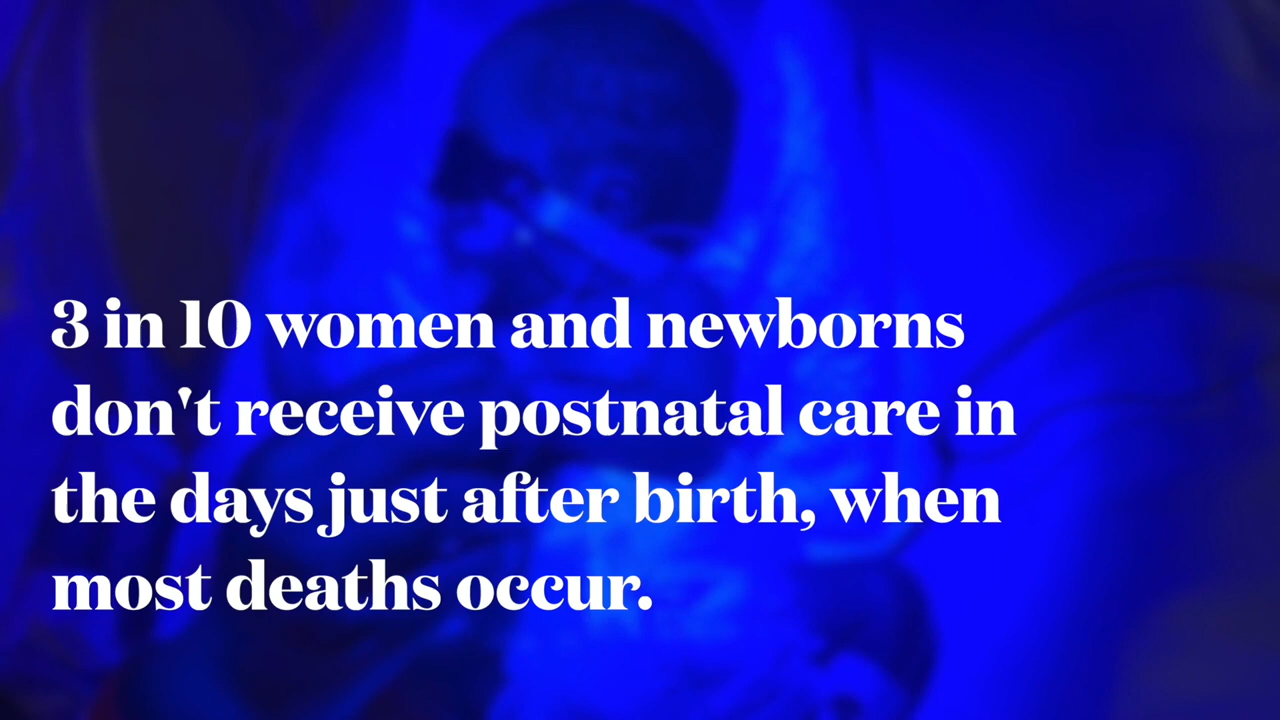 3 in 10 women and newborns
don't receive postnatal care in
the days just after birth, when
most deaths occur.